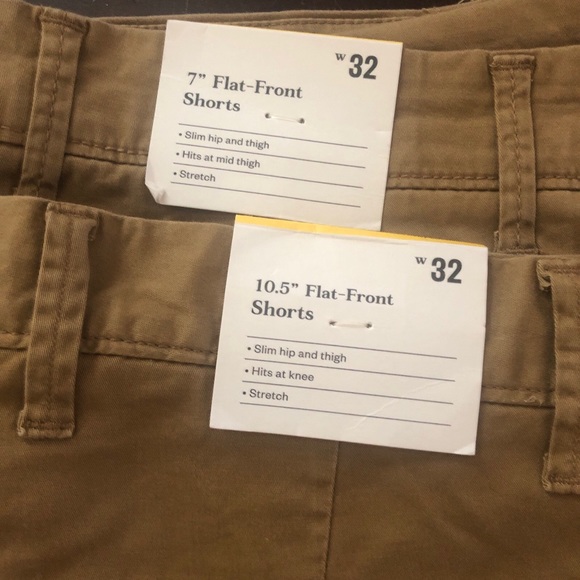 W 32
7” Flat-Front
Shorts
• Slim hip and thigh
• Hits at mid thigh
• Stretch
W 32
10.5” Flat-Front
Shorts
• Slim hip and thigh
• Hits at knee
• Stretch